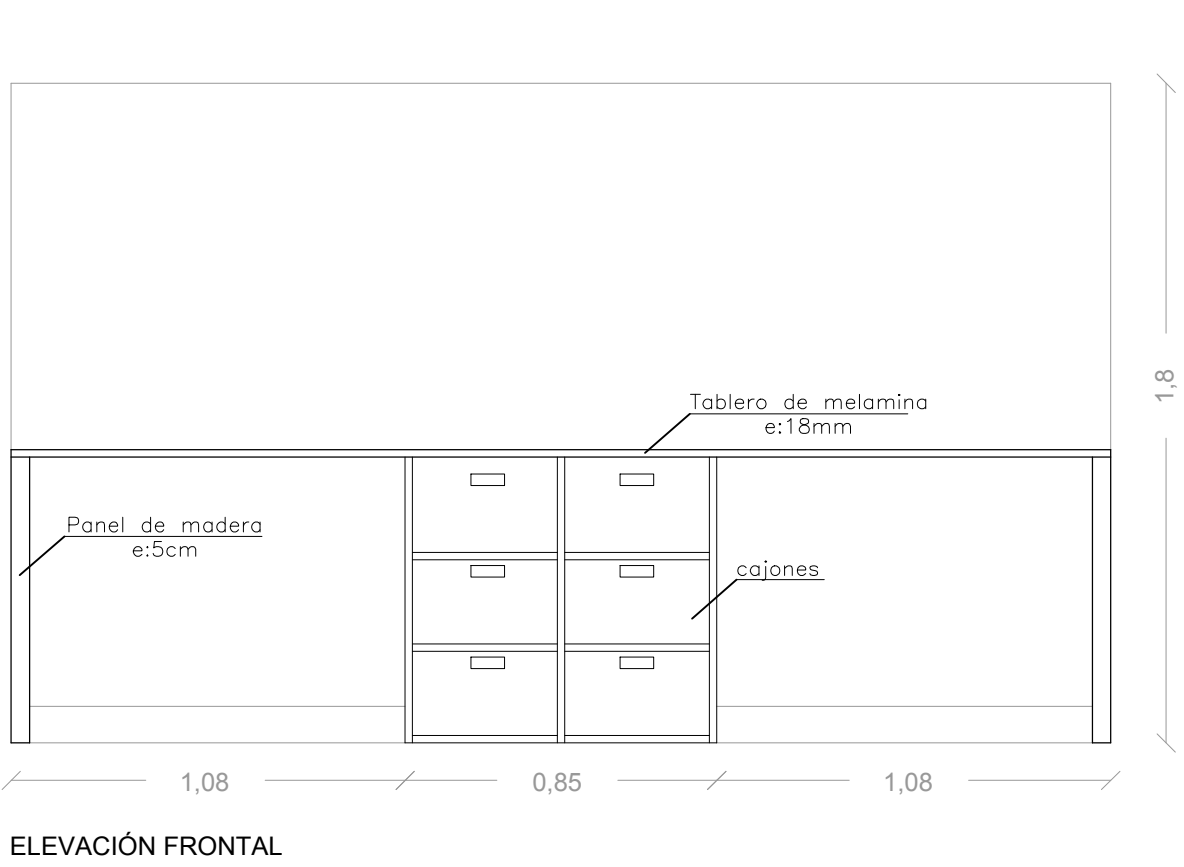 Tablero de melamina
e:18mm
1,8
Panel de madera
e:5cm
cajones
1,08
0,85
1,08
ELEVACIÓN FRONTAL